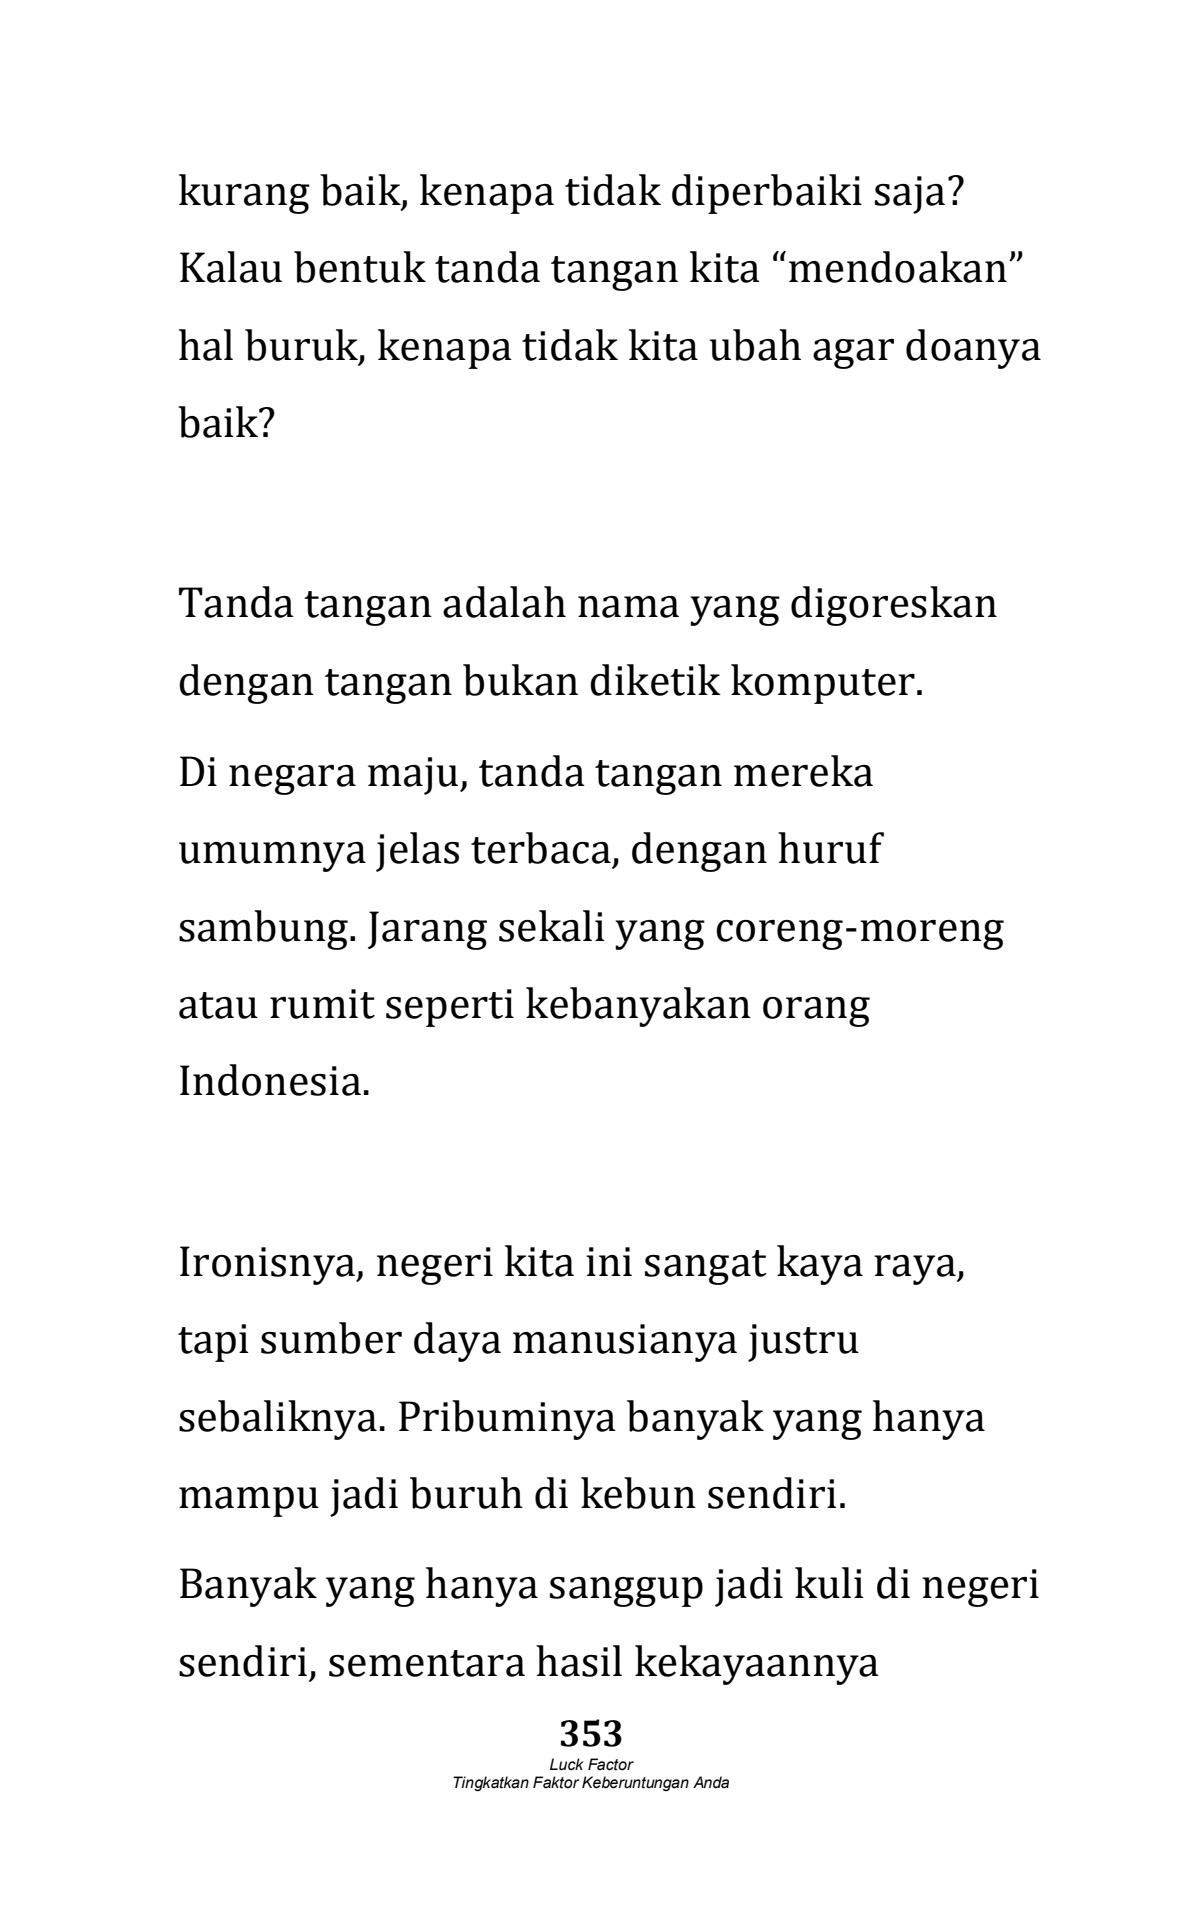 kurang baik, kenapa tidak diperbaiki saja?
Kalau bentuk tanda tangan kita “mendoakan”
hal buruk, kenapa tidak kita ubah agar doanya
baik?
Tanda tangan adalah nama yang digoreskan
dengan tangan bukan diketik komputer.
Di negara maju, tanda tangan mereka
umumnya jelas terbaca, dengan huruf
sambung. Jarang sekali yang coreng-moreng
atau rumit seperti kebanyakan orang
Indonesia.
Ironisnya, negeri kita ini sangat kaya raya,
tapi sumber daya manusianya justru
sebaliknya. Pribuminya banyak yang hanya
mampu jadi buruh di kebun sendiri.
Banyak yang hanya sanggup jadi kuli di negeri
sendiri, sementara hasil kekayaannya
353
Luck Factor
Tingkatkan Faktor Keberuntungan Anda